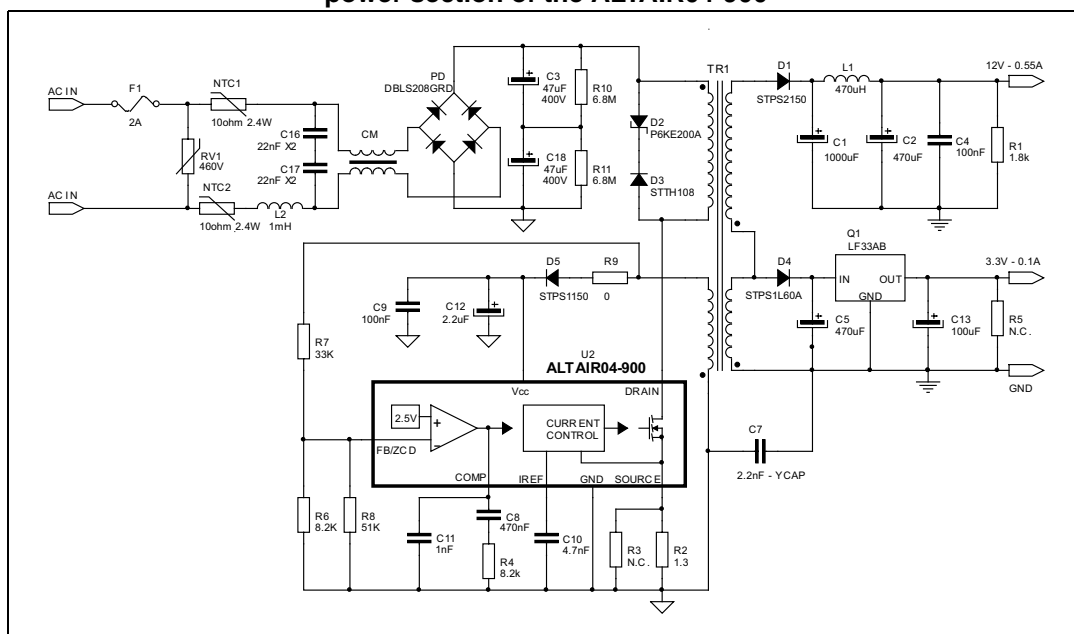 power section of the ALTAIR04-900
AC IN
F1
2A
NTC1
10ohm 2.4W
RV1
460V
C16
22nF X2
C17
22nF X2
CM
AC IN
NTC2
10ohm 2.4W
L2
1mH
PD
DBLS208GRD
C3
47uF
400V
R10
6.8M
C18
47uF
400V
R11
6.8M
D2
P6KE200A
D3
STTH108
TR1
D1
STPS2150
L1
470uH
12V - 0.55A
C1
1000uF
C2
470uF
C4
100nF
R1
1.8k
D4
STPS1L60A
Q1
LF33AB
IN
OUT
GND
3.3V - 0.1A
C5
470uF
C13
100uF
R5
N.C.
GND
D5
STPS1150
R9
0
C9
100nF
C12
2.2uF
R7
33K
U2
ALTAIR04-900
Vcc
DRAIN
2.5V
+
-
CURRENT
CONTROL
FB/ZCD
COMP
IREF
GND
SOURCE
C7
2.2nF - YCAP
R6
8.2K
R8
51K
C11
1nF
C8
470nF
R4
8.2k
C10
4.7nF
R3
N.C.
R2
1.3